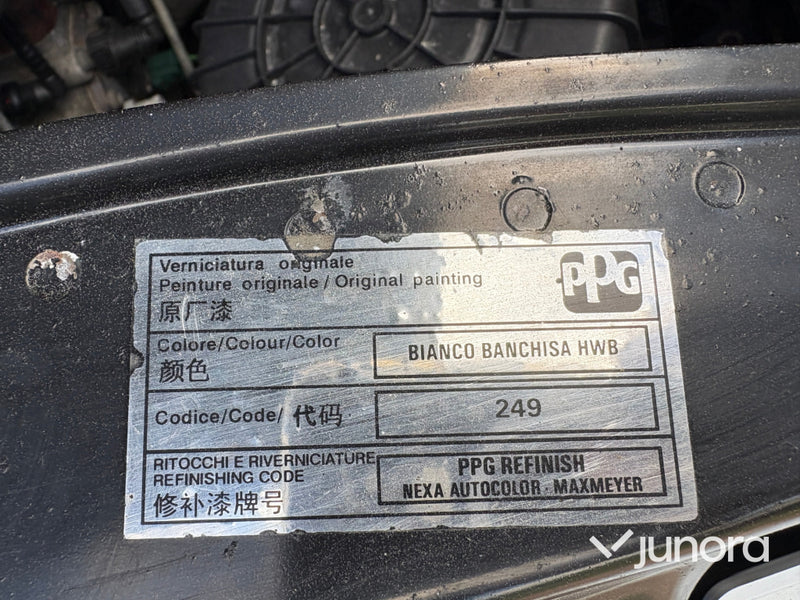 Verniciatura originale
Peinture originale / Original painting
原厂漆
PPG
Colore/Colour/Color
颜色
BIANCO BANCHISA HWB
Codice/Code/ 代码
249
RITOCCHI E RIVERNICIATURE
REFINISHING CODE
修补漆牌号
PPG REFINISH
NEXA AUTOCOLOR - MAXMEYER
junora